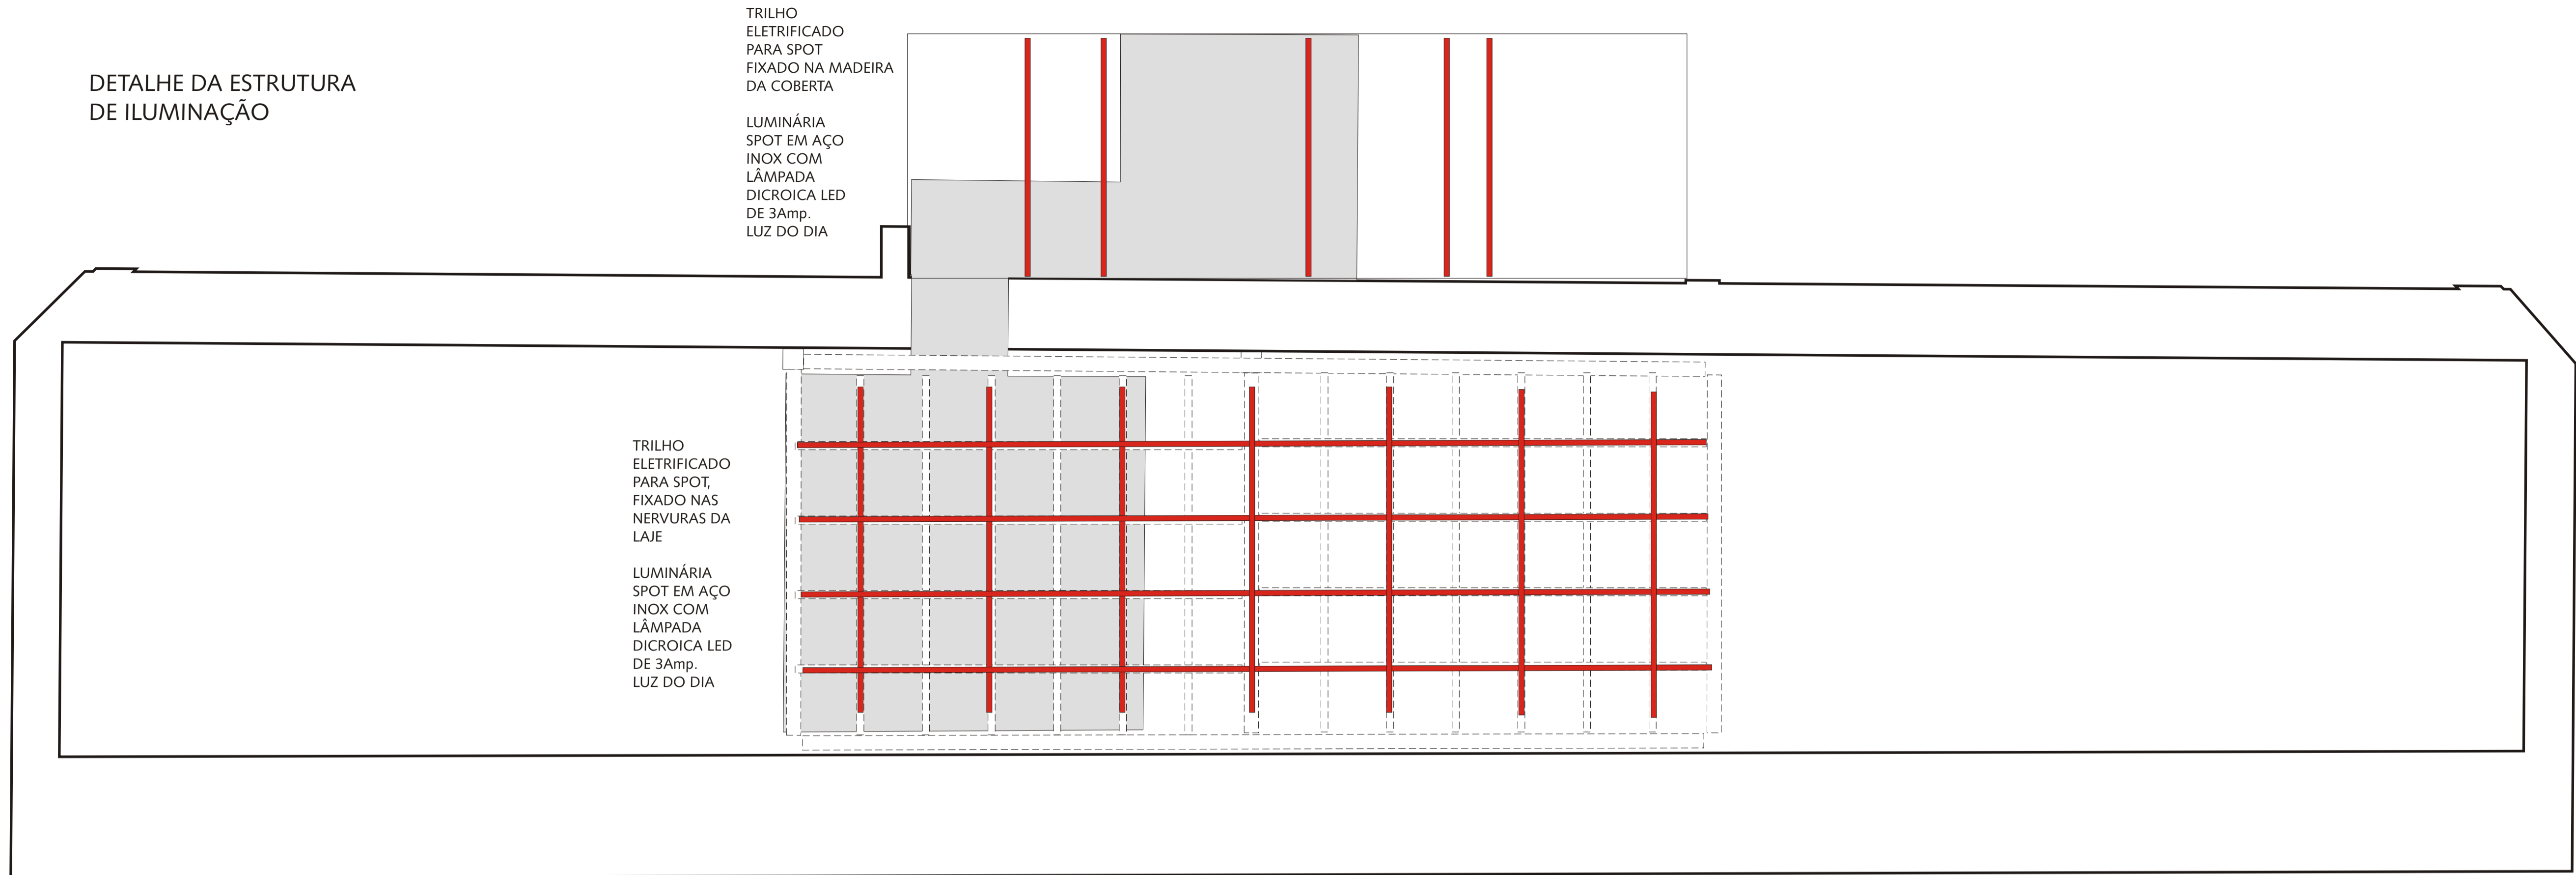 DETALHE DA ESTRUTURA
DE ILUMINAÇÃO
TRILHO
ELETRIFICADO
PARA SPOT
FIXADO NA MADEIRA
DA COBERTA
LUMINÁRIA
SPOT EM AÇO
INOX COM
LÂMPADA
DICROICA LED
DE 3Amp.
LUZ DO DIA
TRILHO
ELETRIFICADO
PARA SPOT,
FIXADO NAS
NERVURAS DA
LAJE
LUMINÁRIA
SPOT EM AÇO
INOX COM
LÂMPADA
DICROICA LED
DE 3Amp.
LUZ DO DIA